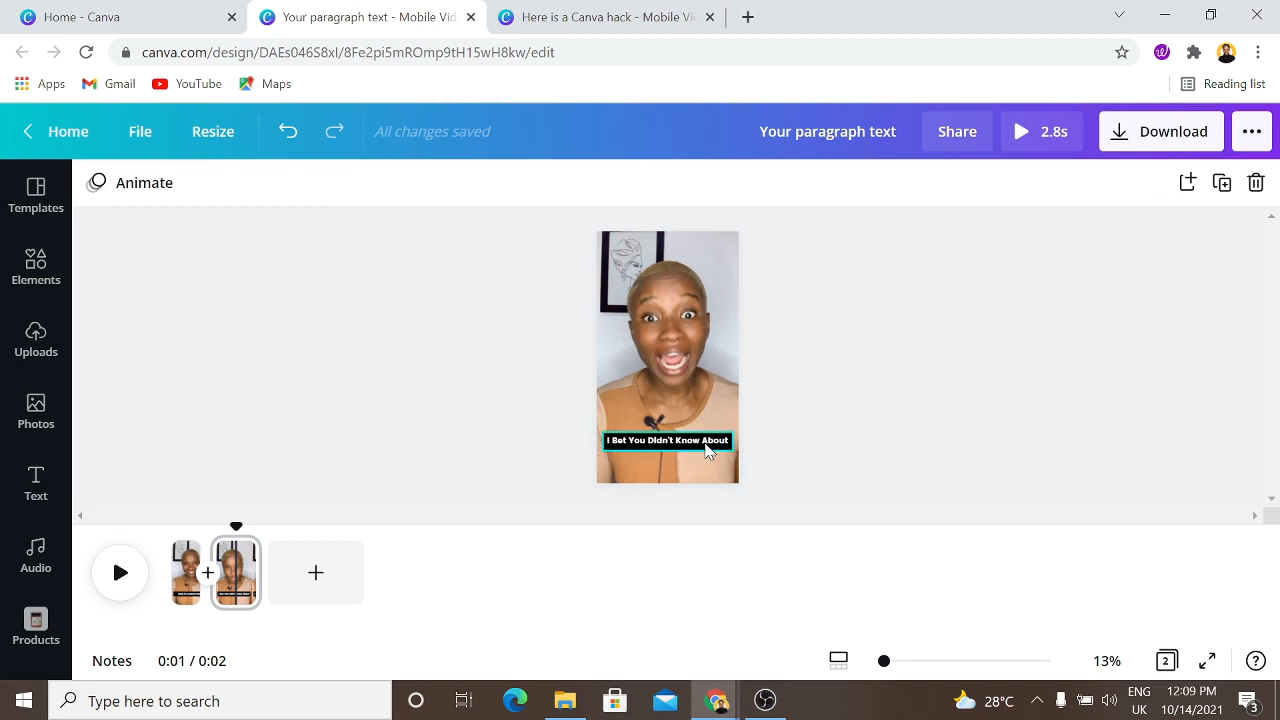 Home - Canva
Your paragraph text - Mobile Vid
Here is a Canva hack - Mobile Vi
canva.com/design/DAEs046S8xI/8Fe2pi5mROmp9tH15wH8kw/edit
Apps
Gmail
YouTube
Maps
Reading list
Home
File
Resize
All changes saved
Your paragraph text
Share
2.8s
Download
Templates
Animate
Elements
Uploads
Photos
I Bet You Didn't Know About
Text
Audio
Products
Notes
0:01 / 0:02
13%
2
Type here to search
28°C
ENG
UK
12:09 PM
10/14/2021
3